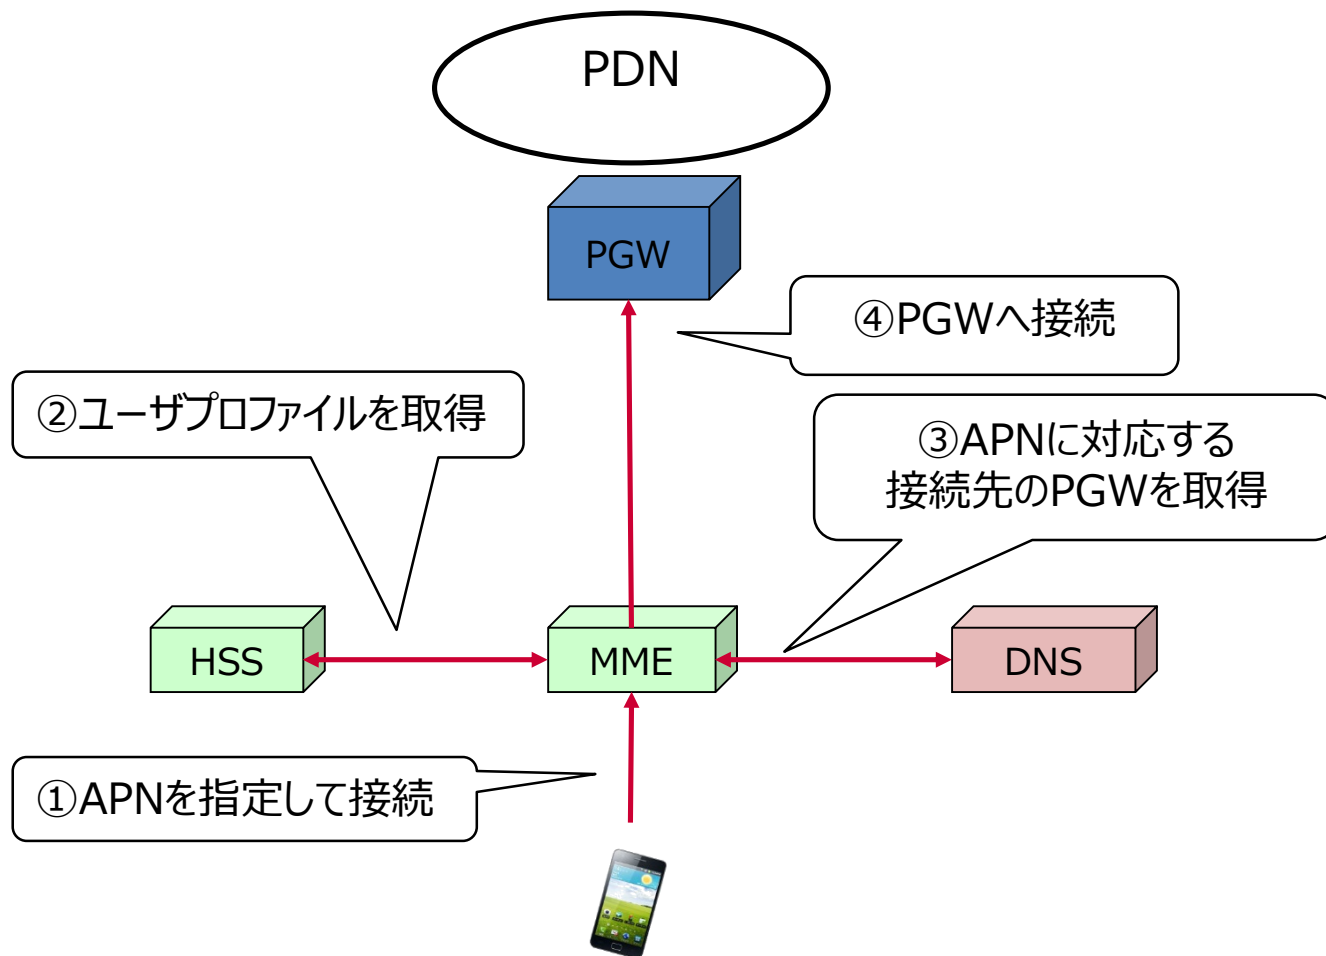 PDN
PGW
④PGWへ接続
②ユーザプロファイルを取得
③APNに対応する
接続先のPGWを取得
HSS
MME
DNS
①APNを指定して接続